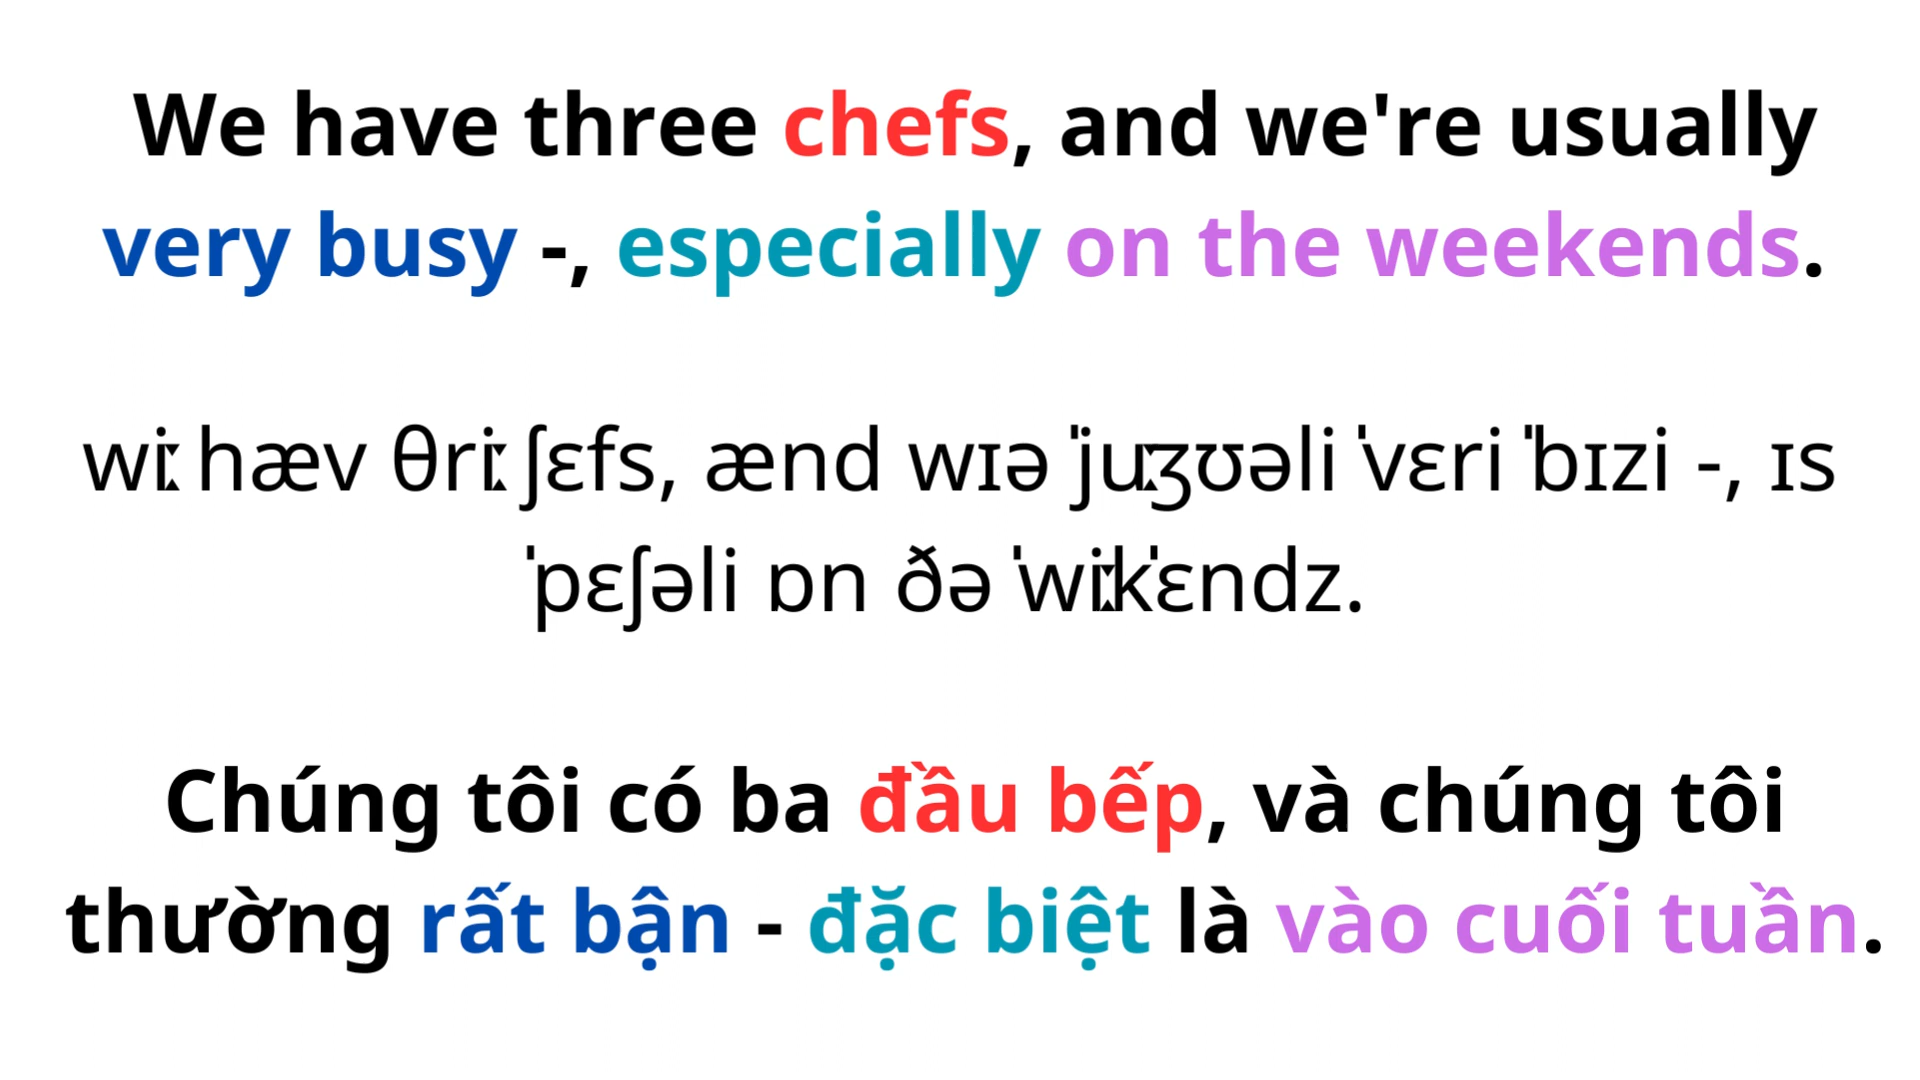 We have three chefs, and we're usually
very busy -, especially on the weekends.
wiː hæv θriː ʃɛfs, ænd wɪə ˈjuːʒʊəli ˈvɛri ˈbɪzi -, ɪs
ˈpɛʃəli ɒn ðə ˈwiːkˈɛndz.
Chúng tôi có ba đầu bếp, và chúng tôi
thường rất bận - đặc biệt là vào cuối tuần.